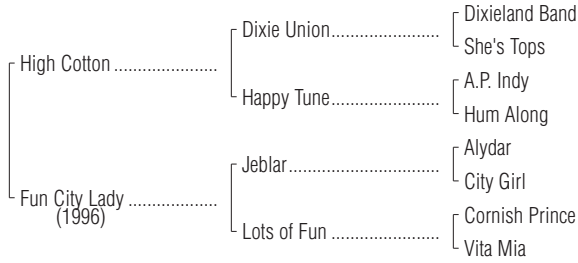 Dixieland Band
Dixie Union....................
She's Tops
High Cotton ...................
A.P. Indy
Happy Tune....................
Hum Along
Alydar
Jeblar............................
City Girl
Fun City Lady ................
(1996)
Cornish Prince
Lots of Fun .....................
Vita Mia